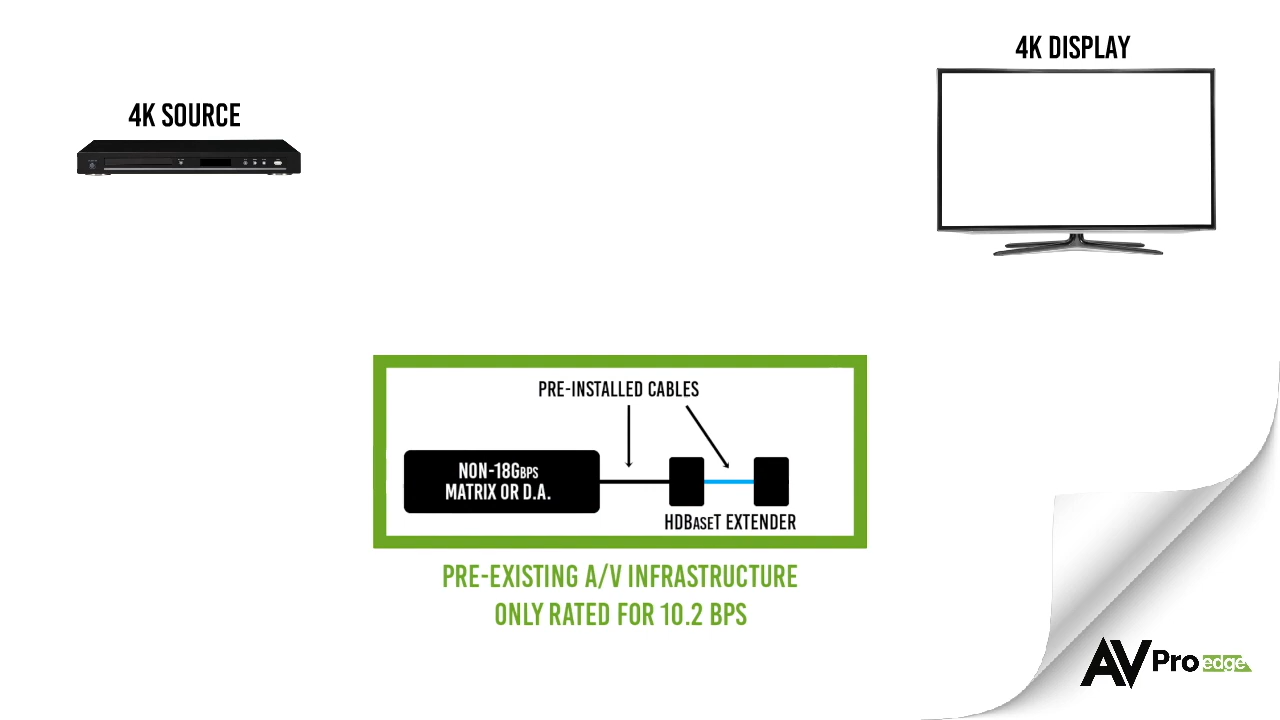 4K DISPLAY
4K SOURCE
PRE-INSTALLED CABLES
NON-18GBPS
MATRIX OR D.A.
HDBASET EXTENDER
PRE-EXISTING A/V INFRASTRUCTURE
ONLY RATED FOR 10.2 BPS
AVPro edge